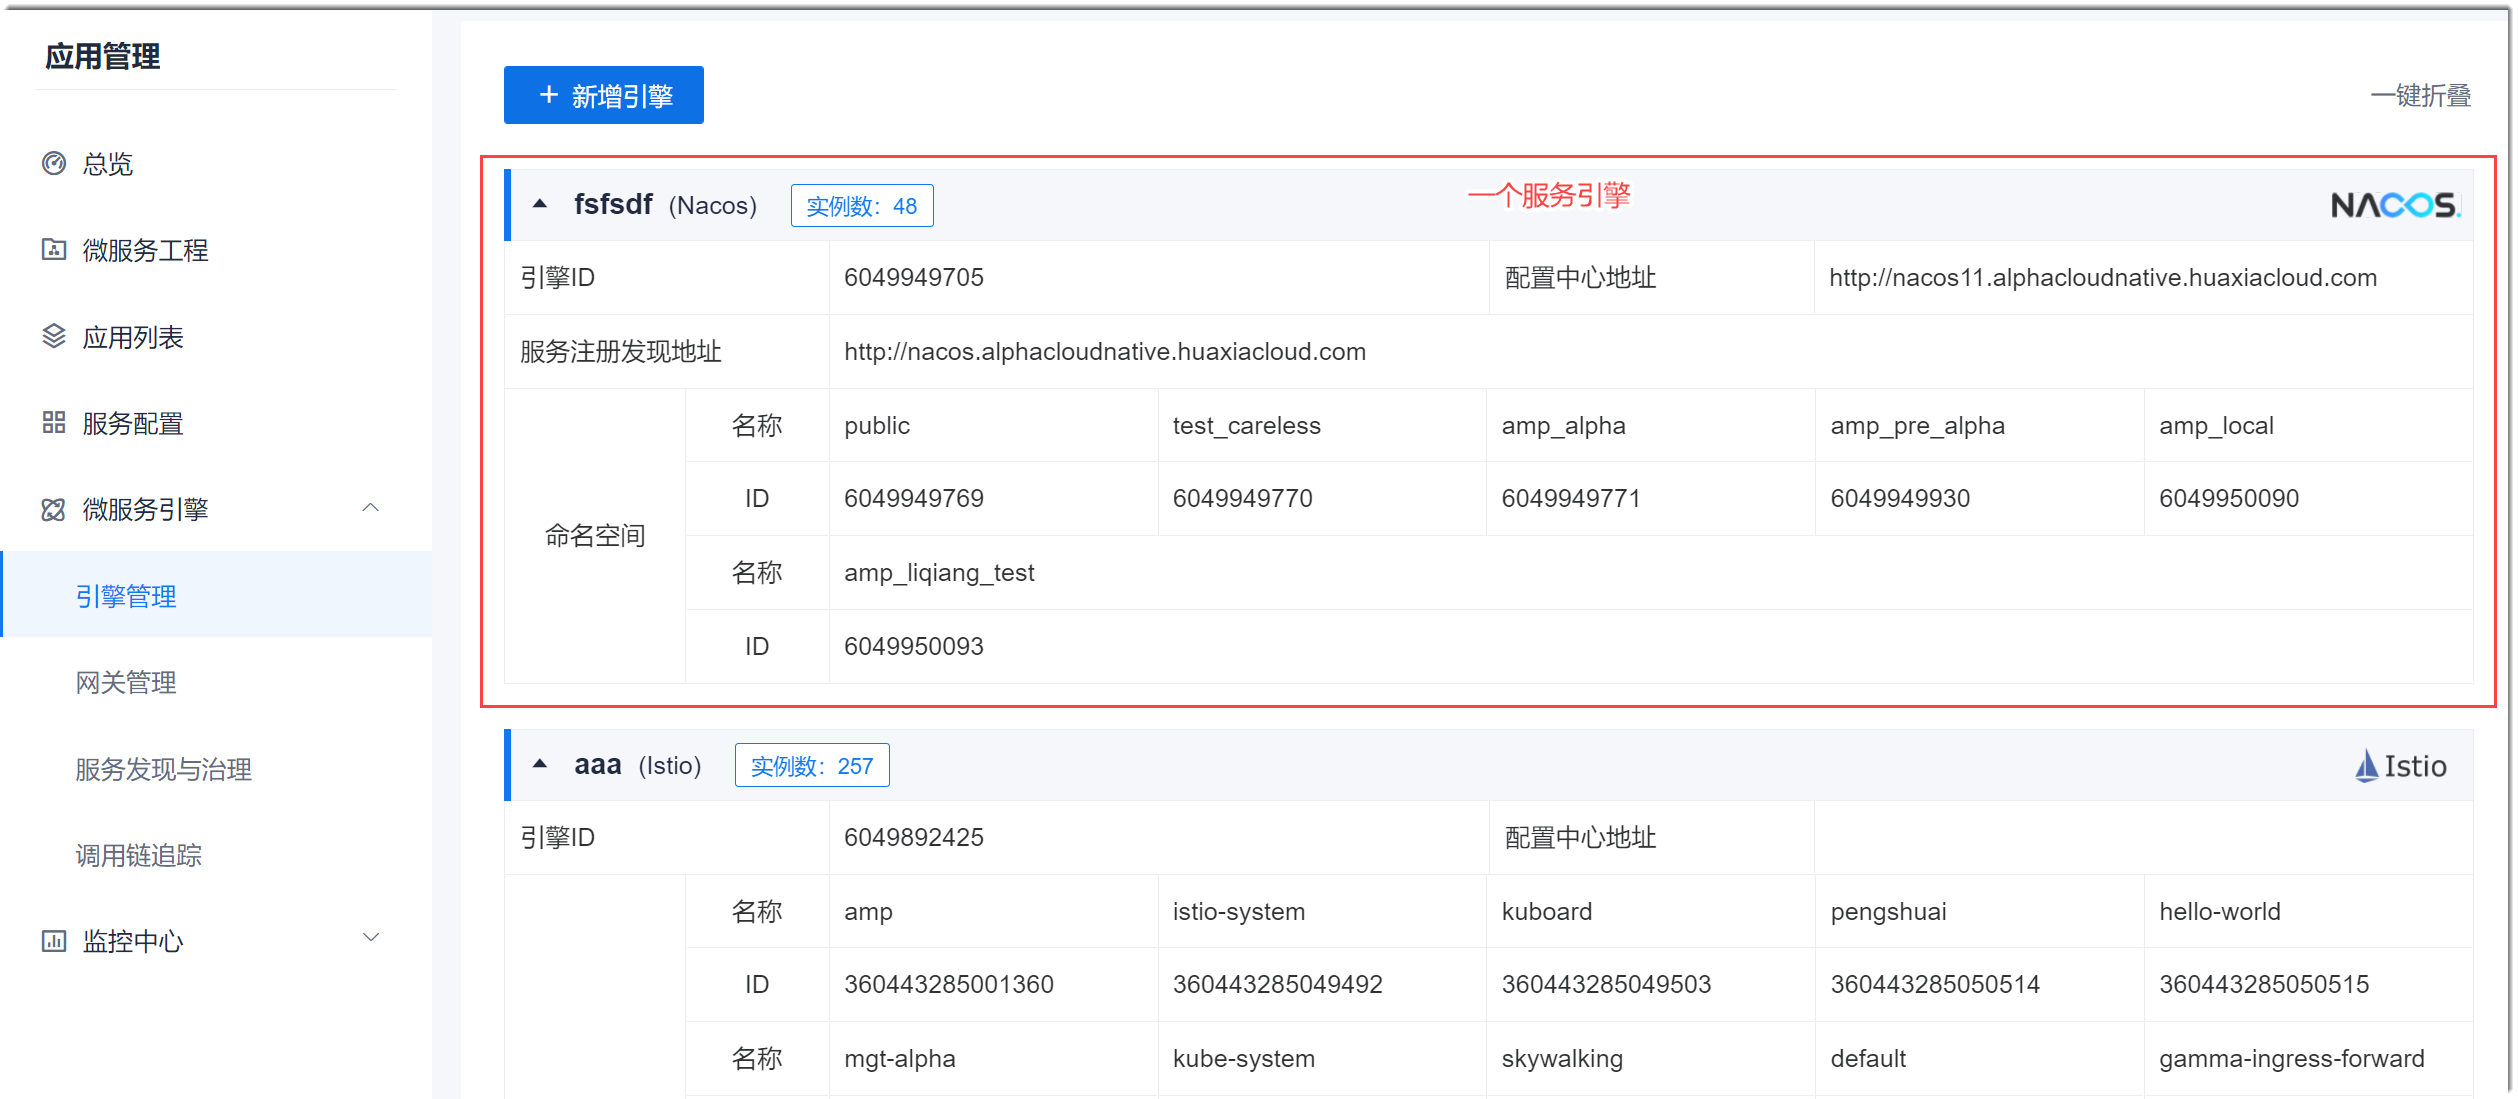 应用管理
总览
微服务工程
应用列表
服务配置
微服务引擎
引擎管理
网关管理
服务发现与治理
调用链追踪
监控中心
+ 新增引擎
一键折叠
fsfsdf (Nacos) 实例数：48 一个服务引擎 NACOS.
引擎ID 6049949705 配置中心地址 http://nacos11.alphacloudnative.huaxiacloud.com
服务注册发现地址 http://nacos.alphacloudnative.huaxiacloud.com
命名空间
名称 public test_careless amp_alpha amp_pre_alpha amp_local
ID 6049949769 6049949770 6049949771 6049949930 6049950090
名称 amp_liqiang_test
ID 6049950093
aaa (Istio) 实例数：257 Istio
引擎ID 6049892425 配置中心地址
名称 amp istio-system kuboard pengshuai hello-world
ID 360443285001360 360443285049492 360443285049503 360443285050514 360443285050515
名称 mgt-alpha kube-system skywalking default gamma-ingress-forward